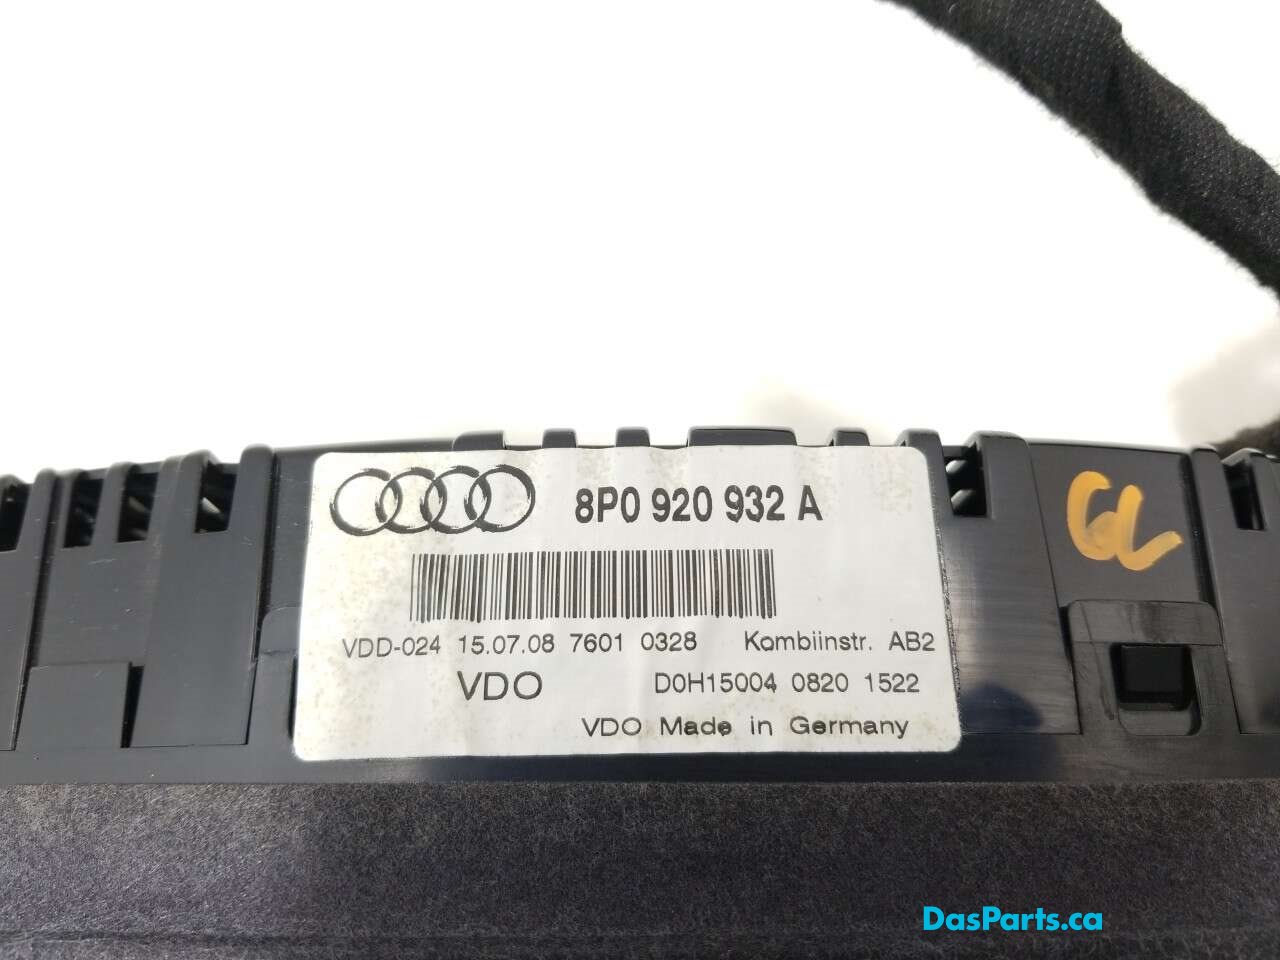 8P0 920 932 A
VDD-024 15.07.08 7601 0328 Kombiinstr. AB2
VDO D0H15004 0820 1522
VDO Made in Germany
GL
DasParts.ca